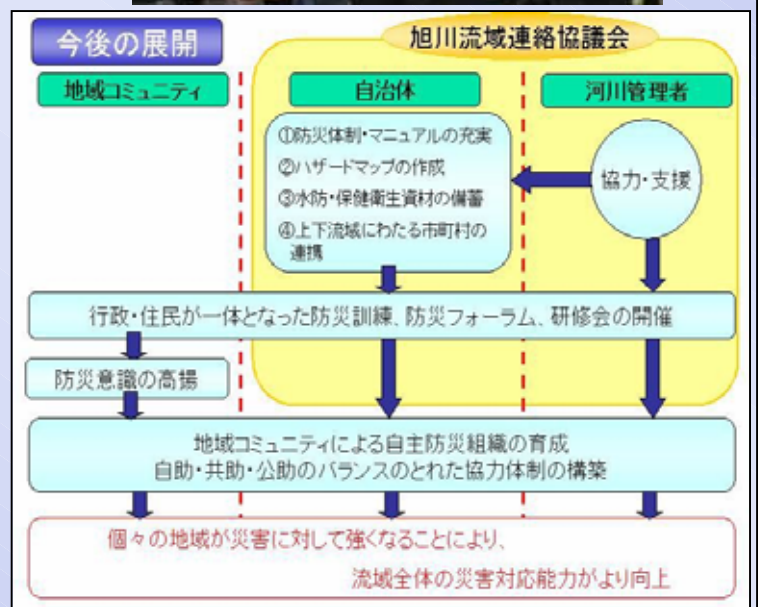 今後の展開
旭川流域連絡協議会
地域コミュニティ
自治体
河川管理者
①防災体制・マニュアルの充実
②ハザードマップの作成
③水防・保健衛生資材の備蓄
④上下流域にわたる市町村の
連携
協力・支援
行政・住民が一体となった防災訓練、防災フォーラム、研修会の開催
防災意識の高揚
地域コミュニティによる自主防災組織の育成
自助・共助・公助のバランスのとれた協力体制の構築
個々の地域が災害に対して強くなることにより、
流域全体の災害対応能力がより向上